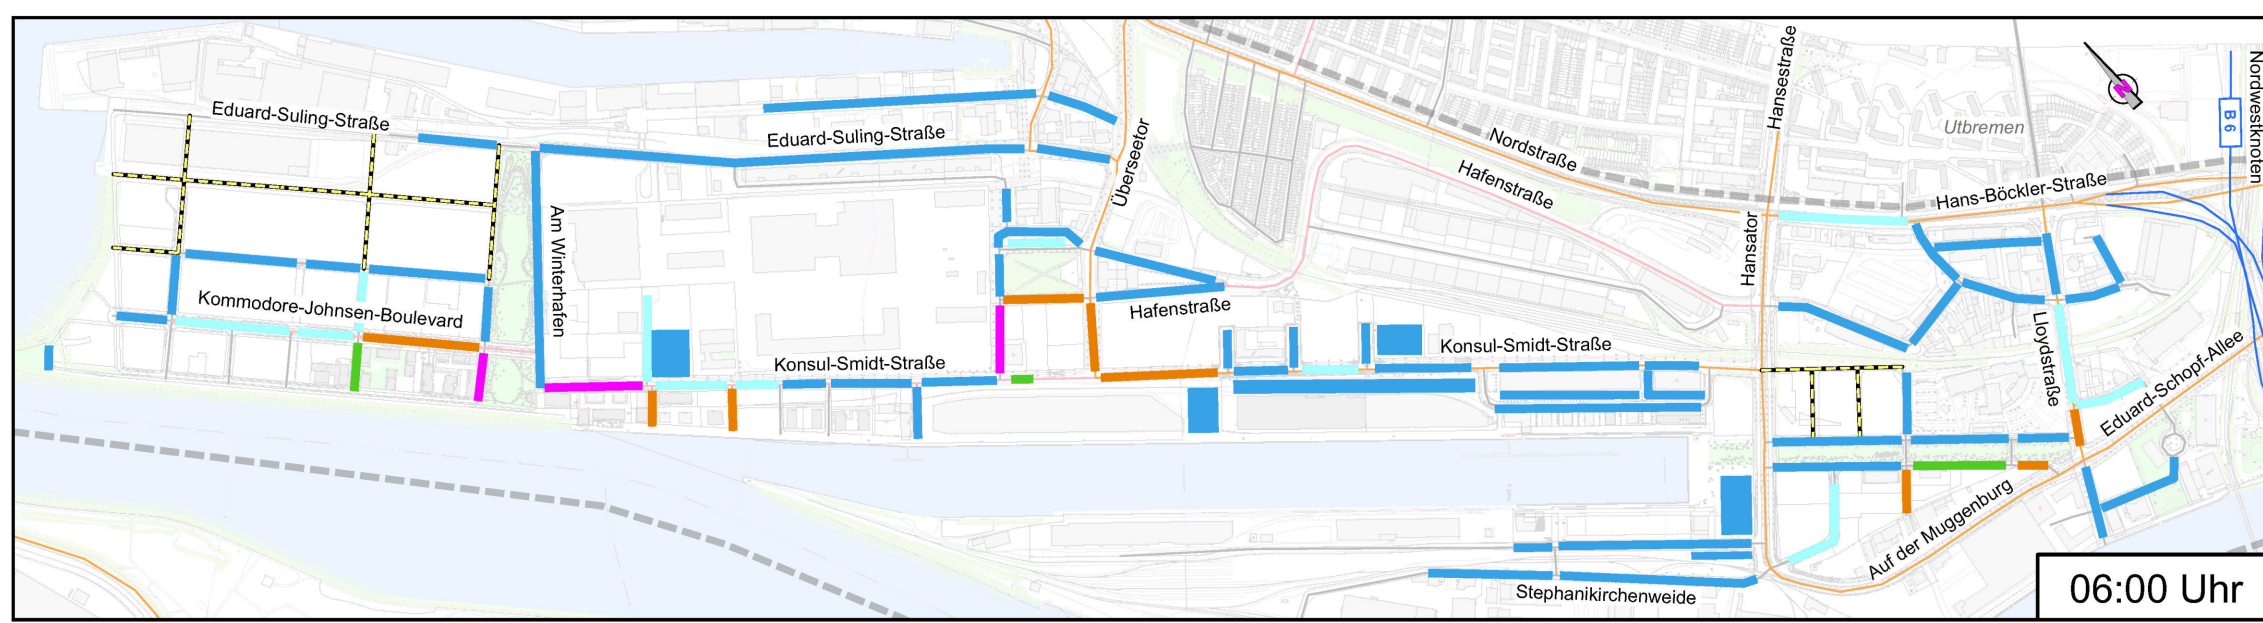 Eduard-Suling-Straße
Eduard-Suling-Straße
Überseetor
Nordstraße
Hafenstraße
Hansestraße
Utbremen
B 6
Nordwestknoten
Hans-Böckler-Straße
Hansator
Am Winterhafen
Kommodore-Johnsen-Boulevard
Hafenstraße
Konsul-Smidt-Straße
Konsul-Smidt-Straße
Lloydstraße
Eduard-Schopf-Allee
Auf der Muggenburg
Stephanikirchenweide
N
06:00 Uhr